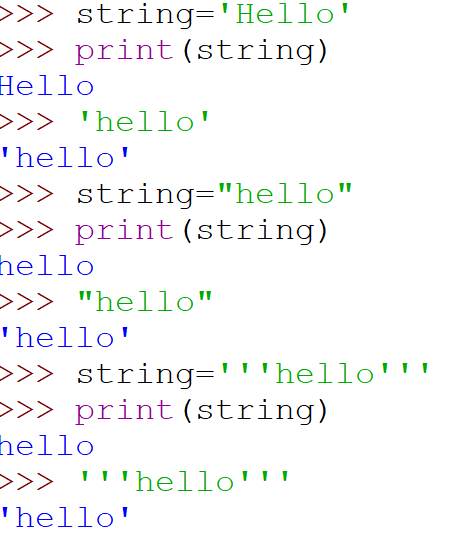 >>> string='Hello'
>>> print(string)
Hello
>>> 'hello'
'hello'
>>> string="hello"
>>> print(string)
hello
>>> "hello"
'hello'
>>> string='''hello'''
>>> print(string)
hello
>>> '''hello'''
'hello'